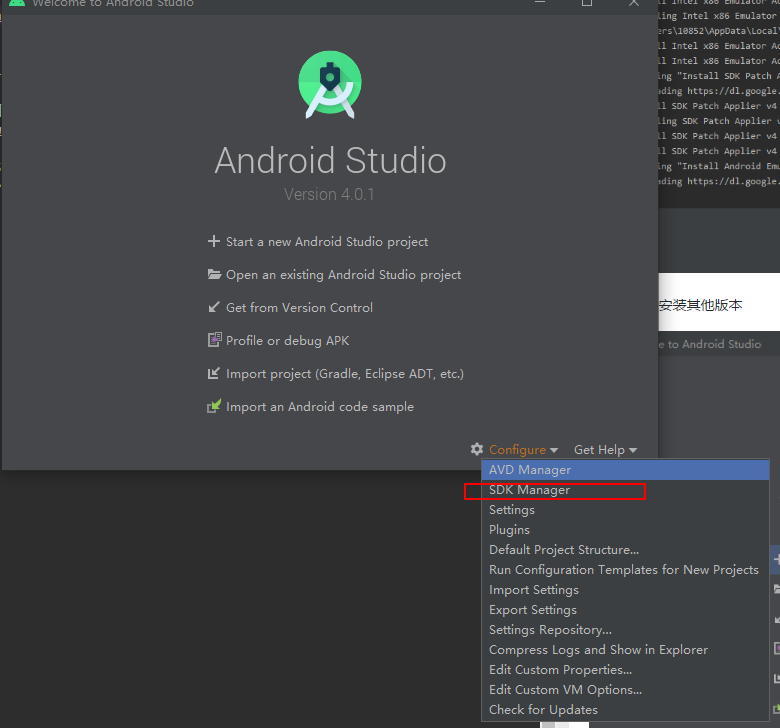 Welcome to Android Studio
Android Studio
Version 4.0.1
Start a new Android Studio project
Open an existing Android Studio project
Get from Version Control
Profile or debug APK
Import project (Gradle, Eclipse ADT, etc.)
Import an Android code sample
Configure
Get Help
AVD Manager
SDK Manager
Settings
Plugins
Default Project Structure...
Run Configuration Templates for New Projects
Import Settings
Export Settings
Settings Repository...
Compress Logs and Show in Explorer
Edit Custom Properties...
Edit Custom VM Options...
Check for Updates
ll Intel x86 Emulator Ac
ling Intel x86 Emulator
ers\10852\AppData\Local\
ll Intel x86 Emulator Ac
ll Intel x86 Emulator Ac
ing "Install SDK Patch A
ading https://dl.google.
ll SDK Patch Applier v4
ling SDK Patch Applier v
ll SDK Patch Applier v4
ll SDK Patch Applier v4
ing "Install Android Emu
ading https://dl.google.
安装其他版本
e to Android Studio